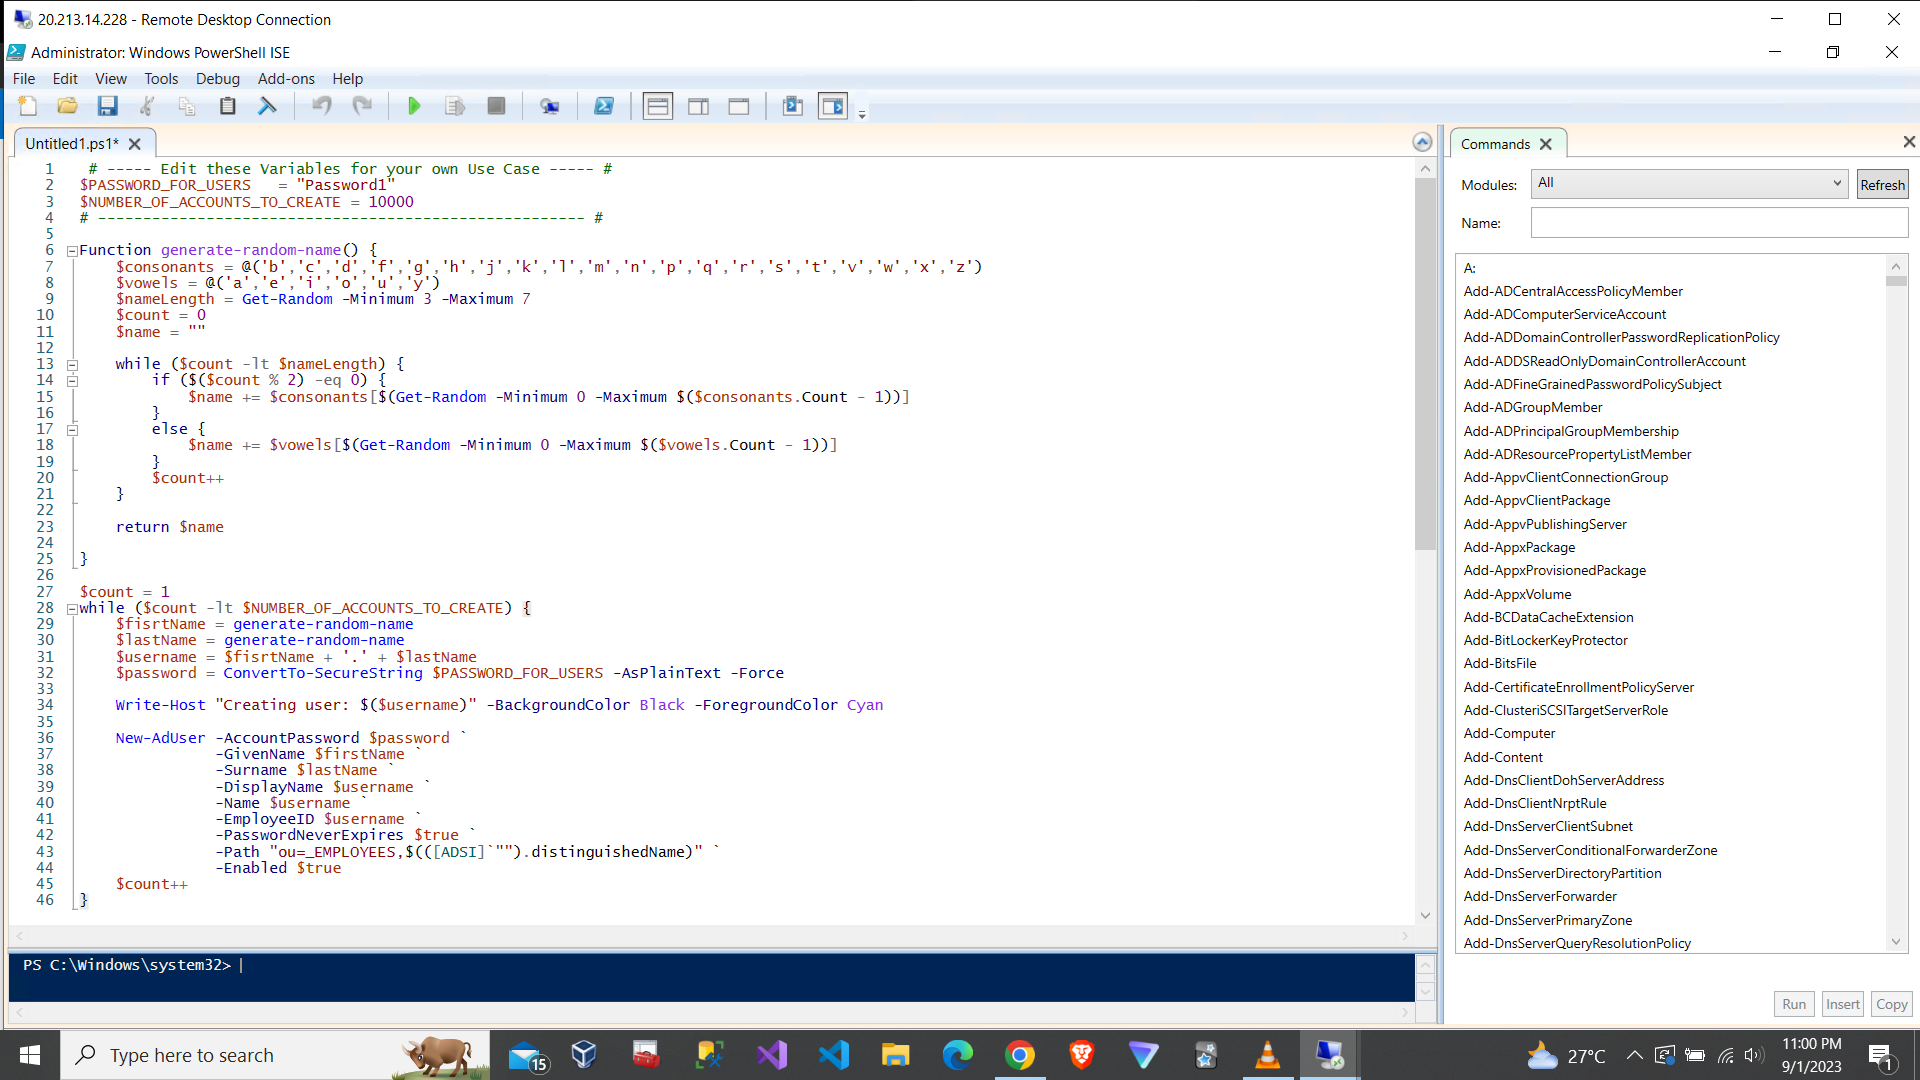 20.213.14.228 - Remote Desktop Connection
Administrator: Windows PowerShell ISE
File Edit View Tools Debug Add-ons Help
Untitled1.ps1*
1 # ----- Edit these Variables for your own Use Case ----- #
2 $PASSWORD_FOR_USERS = "Password1"
3 $NUMBER_OF_ACCOUNTS_TO_CREATE = 10000
4 # ------------------------------------------------------ #
5
6 Function generate-random-name() {
7 $consonants = @('b','c','d','f','g','h','j','k','l','m','n','p','q','r','s','t','v','w','x','z')
8 $vowels = @('a','e','i','o','u','y')
9 $nameLength = Get-Random -Minimum 3 -Maximum 7
10 $count = 0
11 $name = ""
12
13 while ($count -lt $nameLength) {
14 if ($($count % 2) -eq 0) {
15 $name += $consonants[$(Get-Random -Minimum 0 -Maximum $($consonants.Count - 1))]
16 }
17 else {
18 $name += $vowels[$(Get-Random -Minimum 0 -Maximum $($vowels.Count - 1))]
19 }
20 $count++
21 }
22
23 return $name
24
25 }
26
27 $count = 1
28 while ($count -lt $NUMBER_OF_ACCOUNTS_TO_CREATE) {
29 $fisrtName = generate-random-name
30 $lastName = generate-random-name
31 $username = $fisrtName + '.' + $lastName
32 $password = ConvertTo-SecureString $PASSWORD_FOR_USERS -AsPlainText -Force
33
34 Write-Host "Creating user: $($username)" -BackgroundColor Black -ForegroundColor Cyan
35
36 New-AdUser -AccountPassword $password `
37 -GivenName $firstName `
38 -Surname $lastName `
39 -DisplayName $username `
40 -Name $username `
41 -EmployeeID $username `
42 -PasswordNeverExpires $true `
43 -Path "ou=_EMPLOYEES,$(([ADSI]`"").distinguishedName)" `
44 -Enabled $true
45 $count++
46 }
PS C:\Windows\system32>
Commands
Modules: All Refresh
Name:
A:
Add-ADCentralAccessPolicyMember
Add-ADComputerServiceAccount
Add-ADDomainControllerPasswordReplicationPolicy
Add-ADDSReadOnlyDomainControllerAccount
Add-ADFineGrainedPasswordPolicySubject
Add-ADGroupMember
Add-ADPrincipalGroupMembership
Add-ADResourcePropertyListMember
Add-AppvClientConnectionGroup
Add-AppvClientPackage
Add-AppvPublishingServer
Add-AppxPackage
Add-AppxProvisionedPackage
Add-AppxVolume
Add-BCDataCacheExtension
Add-BitLockerKeyProtector
Add-BitsFile
Add-CertificateEnrollmentPolicyServer
Add-ClusteriSCSITargetServerRole
Add-Computer
Add-Content
Add-DnsClientDohServerAddress
Add-DnsClientNrptRule
Add-DnsServerClientSubnet
Add-DnsServerConditionalForwarderZone
Add-DnsServerDirectoryPartition
Add-DnsServerForwarder
Add-DnsServerPrimaryZone
Add-DnsServerQueryResolutionPolicy
Run Insert Copy
Type here to search
15
27°C
11:00 PM
9/1/2023
1